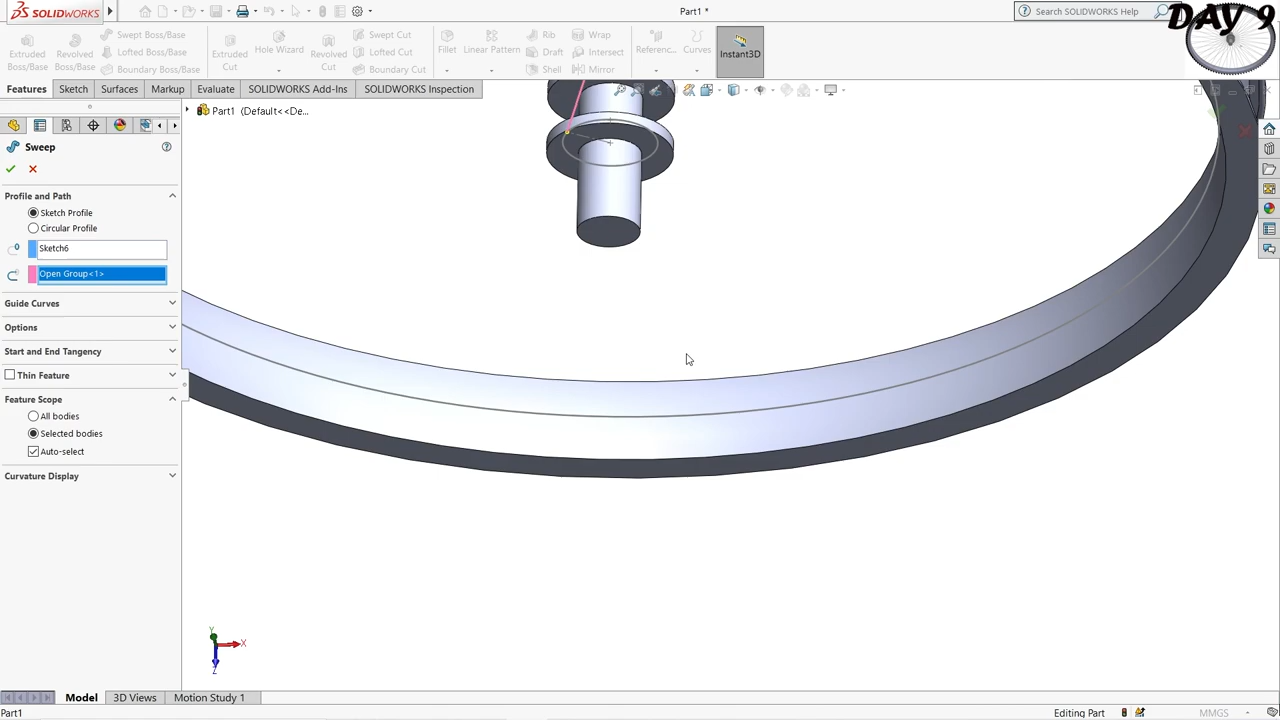 SOLIDWORKS
Part1 *
Search SOLIDWORKS Help
DAY 9
Extruded Boss/Base
Revolved Boss/Base
Swept Boss/Base
Lofted Boss/Base
Boundary Boss/Base
Extruded Cut
Hole Wizard
Revolved Cut
Swept Cut
Lofted Cut
Boundary Cut
Fillet
Linear Pattern
Rib
Draft
Shell
Wrap
Intersect
Mirror
Referenc...
Curves
Instant3D
Features
Sketch
Surfaces
Markup
Evaluate
SOLIDWORKS Add-Ins
SOLIDWORKS Inspection
Part1 (Default<<De...
Sweep
Profile and Path
Sketch Profile
Circular Profile
Sketch6
Open Group<1>
Guide Curves
Options
Start and End Tangency
Thin Feature
Feature Scope
All bodies
Selected bodies
Auto-select
Curvature Display
Y
X
Z
Model
3D Views
Motion Study 1
Part1
Editing Part
MMGS